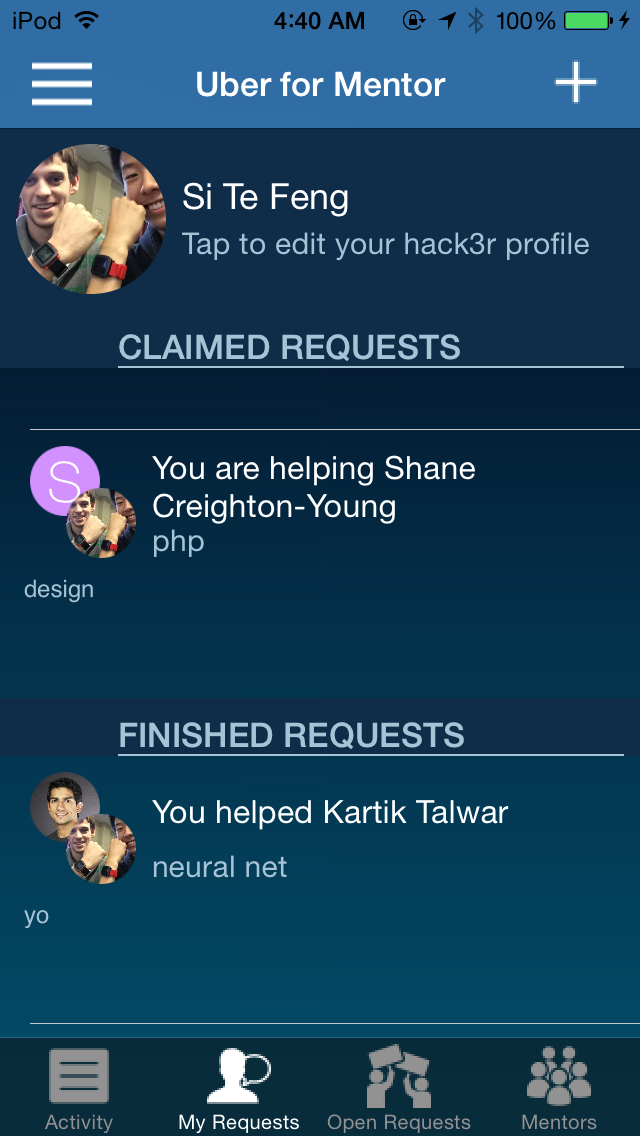 iPod 4:40 AM 100%
Uber for Mentor
Si Te Feng
Tap to edit your hack3r profile
CLAIMED REQUESTS
S
You are helping Shane
Creighton-Young
php
design
FINISHED REQUESTS
You helped Kartik Talwar
neural net
yo
Activity My Requests Open Requests Mentors